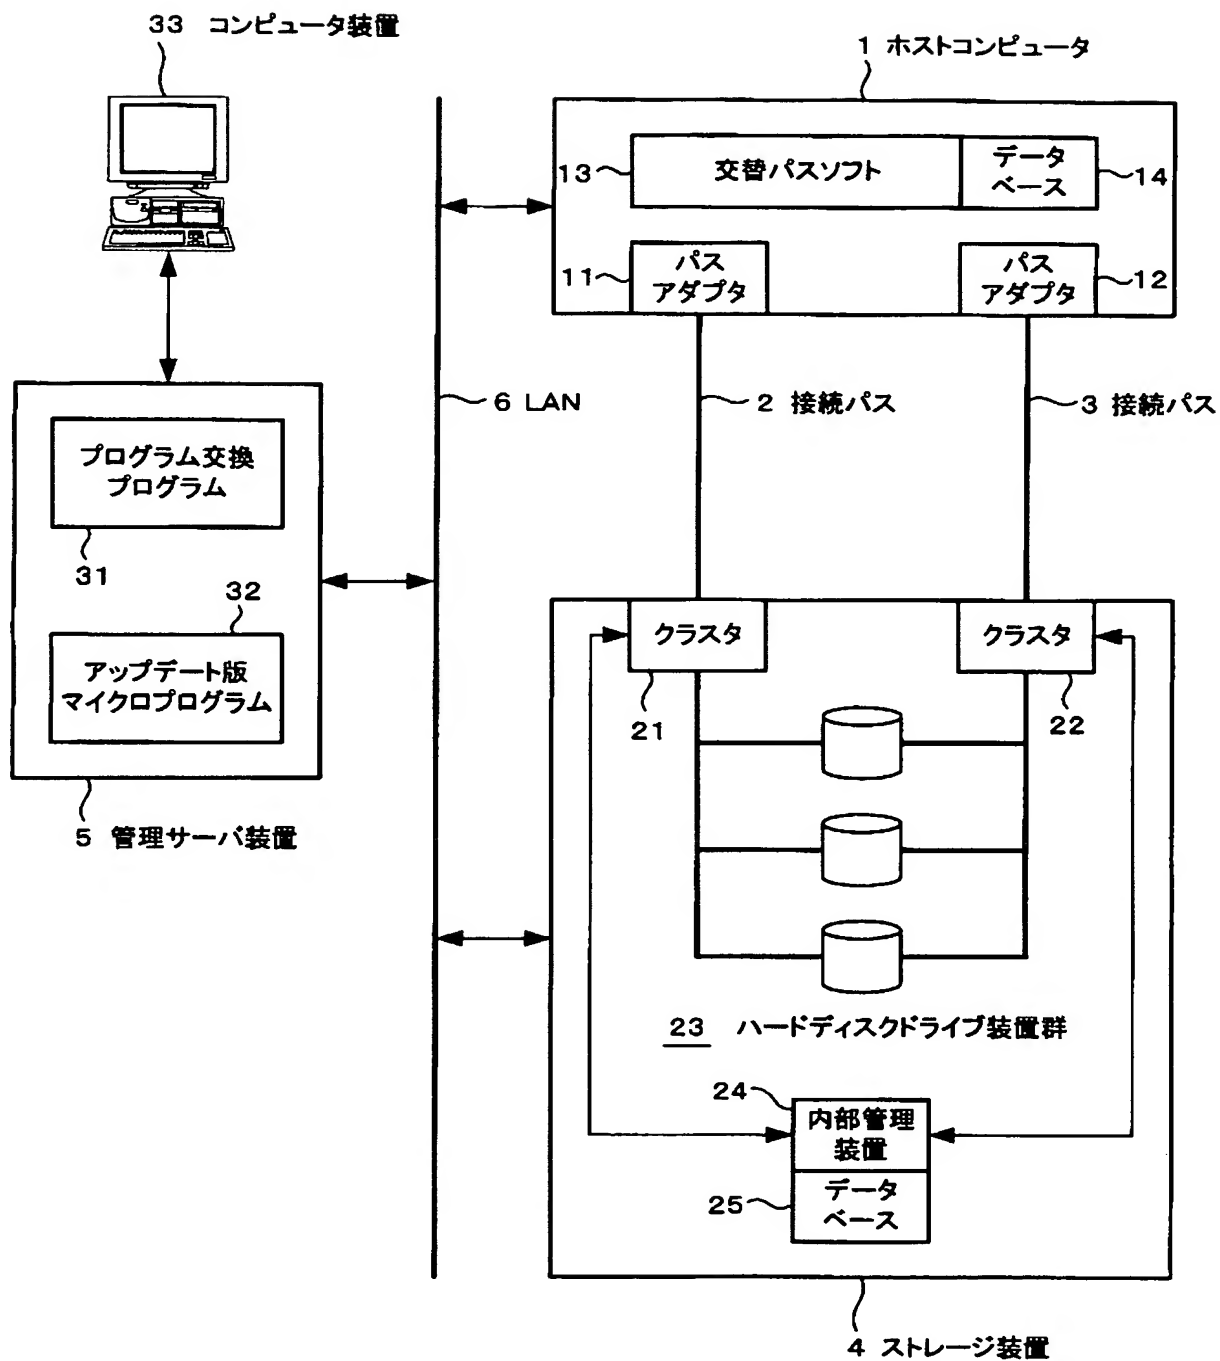 33 コンピュータ装置
1 ホストコンピュータ
13
交替パスソフト
データ
ベース
14
11
パス
アダプタ
パス
アダプタ
12
6 LAN
2 接続パス
3 接続パス
プログラム交換
プログラム
31
32
アップデート版
マイクロプログラム
5 管理サーバ装置
クラスタ
クラスタ
21
22
23 ハードディスクドライブ装置群
24
内部管理
装置
25
データ
ベース
4 ストレージ装置